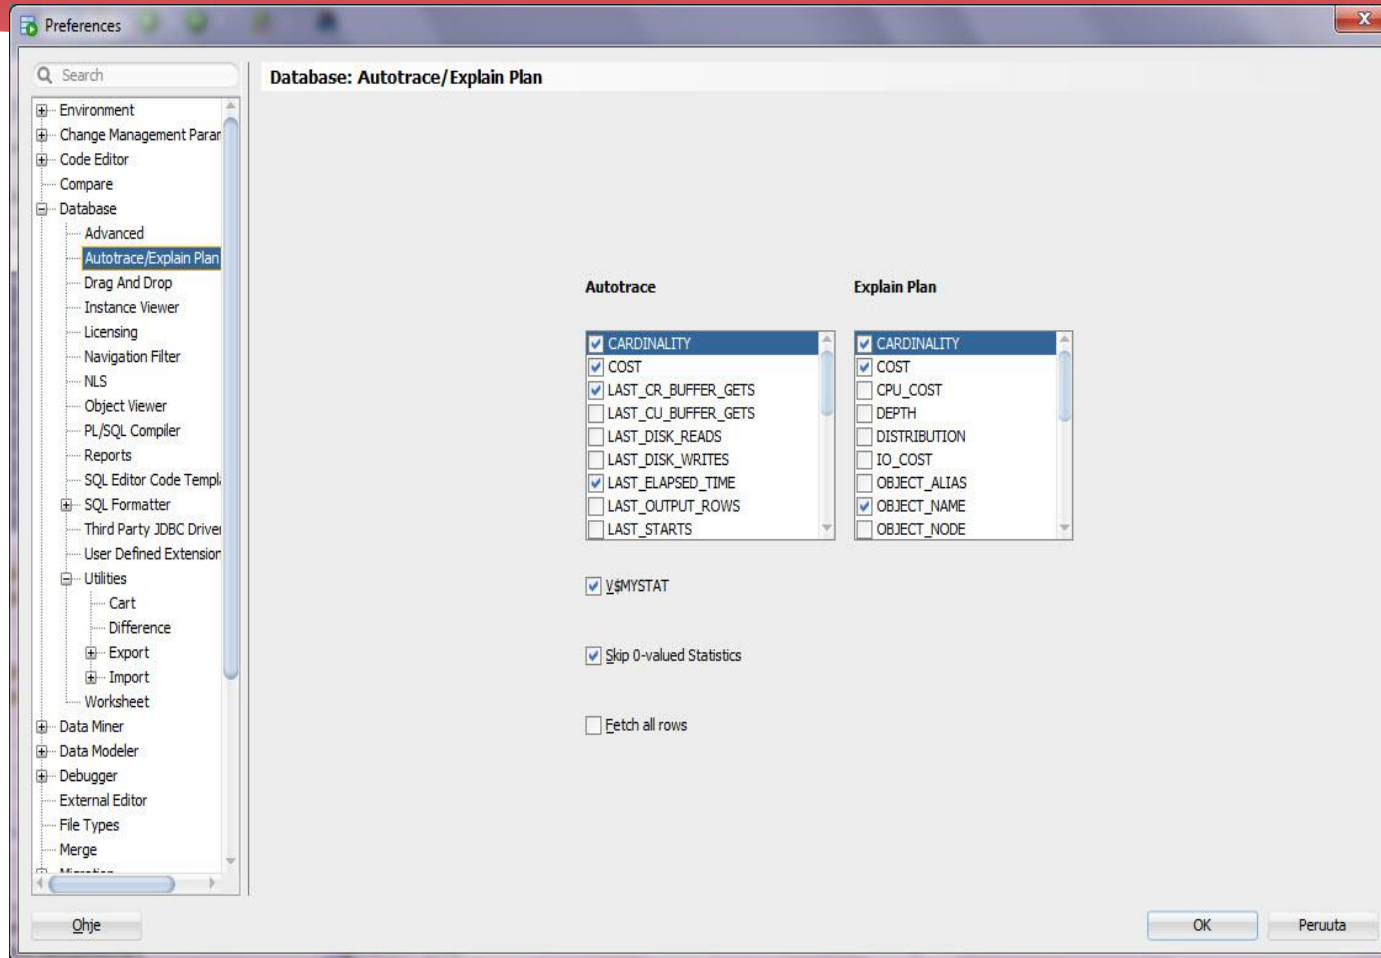 Preferences
Search
Database: Autotrace/Explain Plan
Environment
Change Management Parar
Code Editor
Compare
Database
Advanced
Autotrace/Explain Plan
Drag And Drop
Instance Viewer
Licensing
Navigation Filter
NLS
Object Viewer
PL/SQL Compiler
Reports
SQL Editor Code Templa
SQL Formatter
Third Party JDBC Driver
User Defined Extension
Utilities
Cart
Difference
Export
Import
Worksheet
Data Miner
Data Modeler
Debugger
External Editor
File Types
Merge
Autotrace
CARDINALITY
COST
LAST_CR_BUFFER_GETS
LAST_CU_BUFFER_GETS
LAST_DISK_READS
LAST_DISK_WRITES
LAST_ELAPSED_TIME
LAST_OUTPUT_ROWS
LAST_STARTS
Explain Plan
CARDINALITY
COST
CPU_COST
DEPTH
DISTRIBUTION
IO_COST
OBJECT_ALIAS
OBJECT_NAME
OBJECT_NODE
V$MYSTAT
Skip 0-valued Statistics
Fetch all rows
Ohje
OK
Peruuta